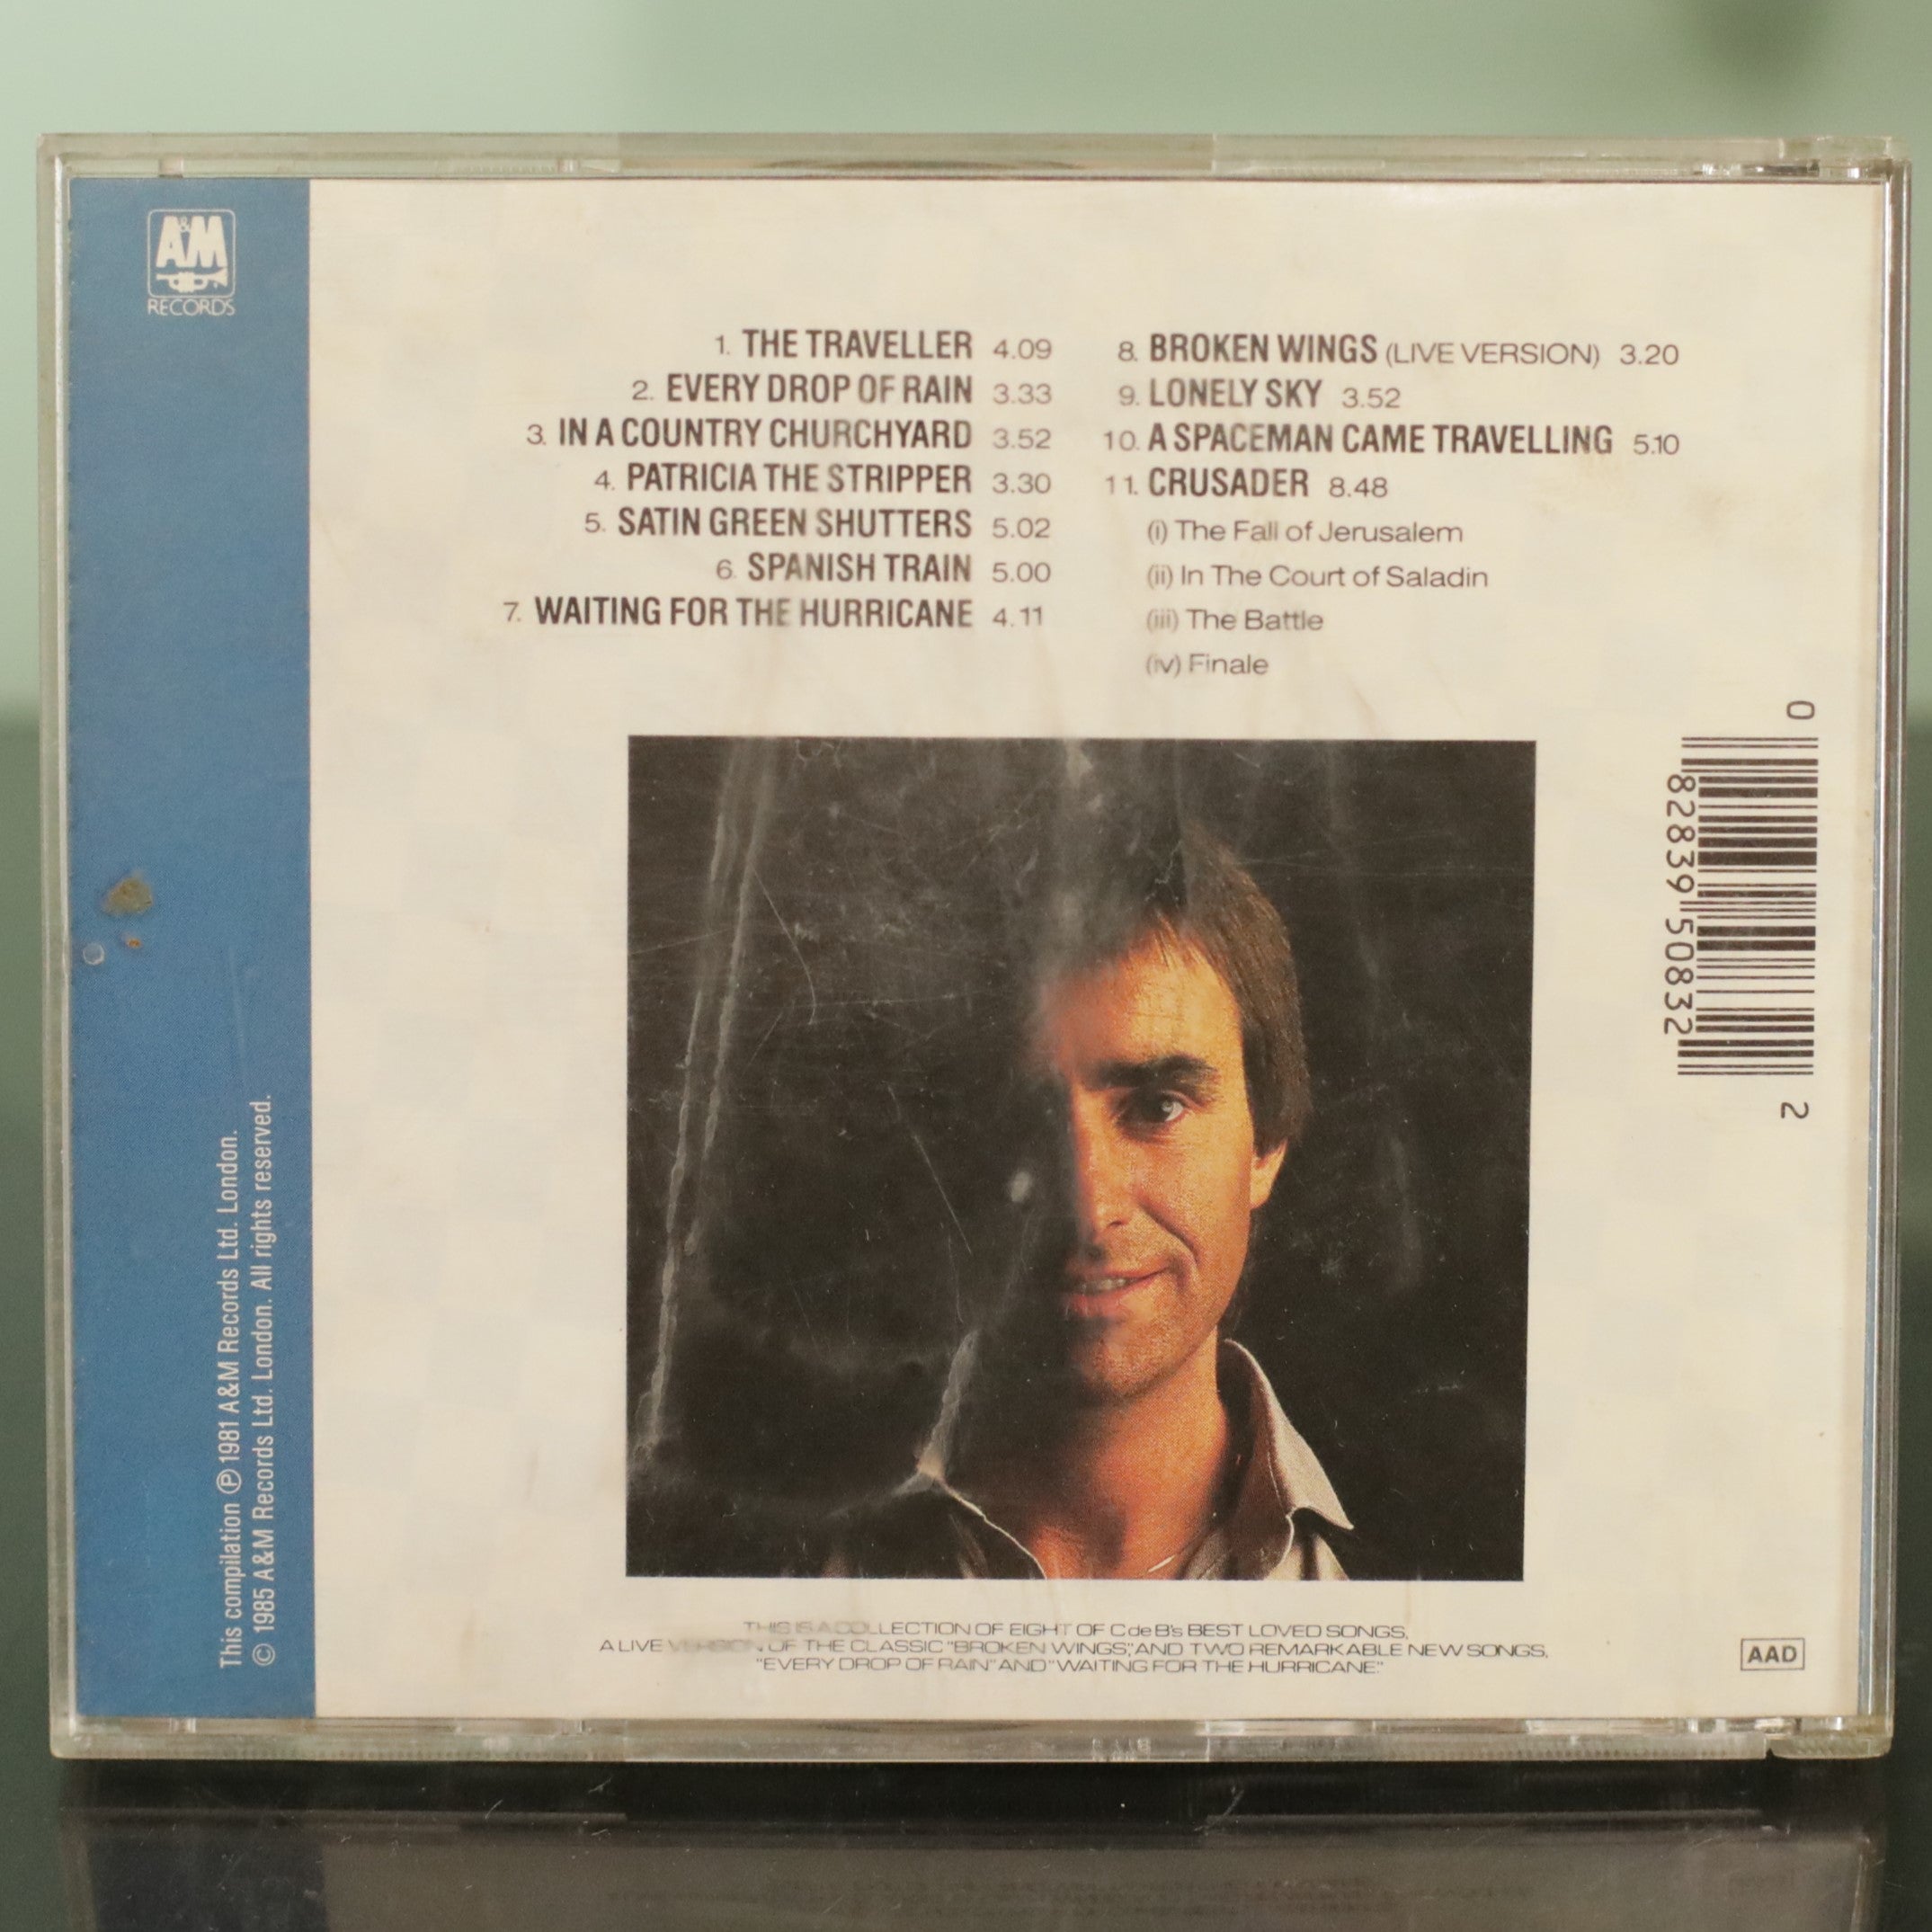 A&M
RECORDS
1. THE TRAVELLER 4.09
2. EVERY DROP OF RAIN 3.33
3. IN A COUNTRY CHURCHYARD 3.52
4. PATRICIA THE STRIPPER 3.30
5. SATIN GREEN SHUTTERS 5.02
6. SPANISH TRAIN 5.00
7. WAITING FOR THE HURRICANE 4.11
8. BROKEN WINGS (LIVE VERSION) 3.20
9. LONELY SKY 3.52
10. A SPACEMAN CAME TRAVELLING 5.10
11. CRUSADER 8.48
(i) The Fall of Jerusalem
(ii) In The Court of Saladin
(iii) The Battle
(iv) Finale
0 82839 50832 2
This compilation ℗ 1981 A&M Records Ltd. London.
© 1985 A&M Records Ltd. London. All rights reserved.
THIS IS A COLLECTION OF EIGHT OF C de B's BEST LOVED SONGS,
A LIVE VERSION OF THE CLASSIC "BROKEN WINGS", AND TWO REMARKABLE NEW SONGS,
"EVERY DROP OF RAIN" AND "WAITING FOR THE HURRICANE."
AAD